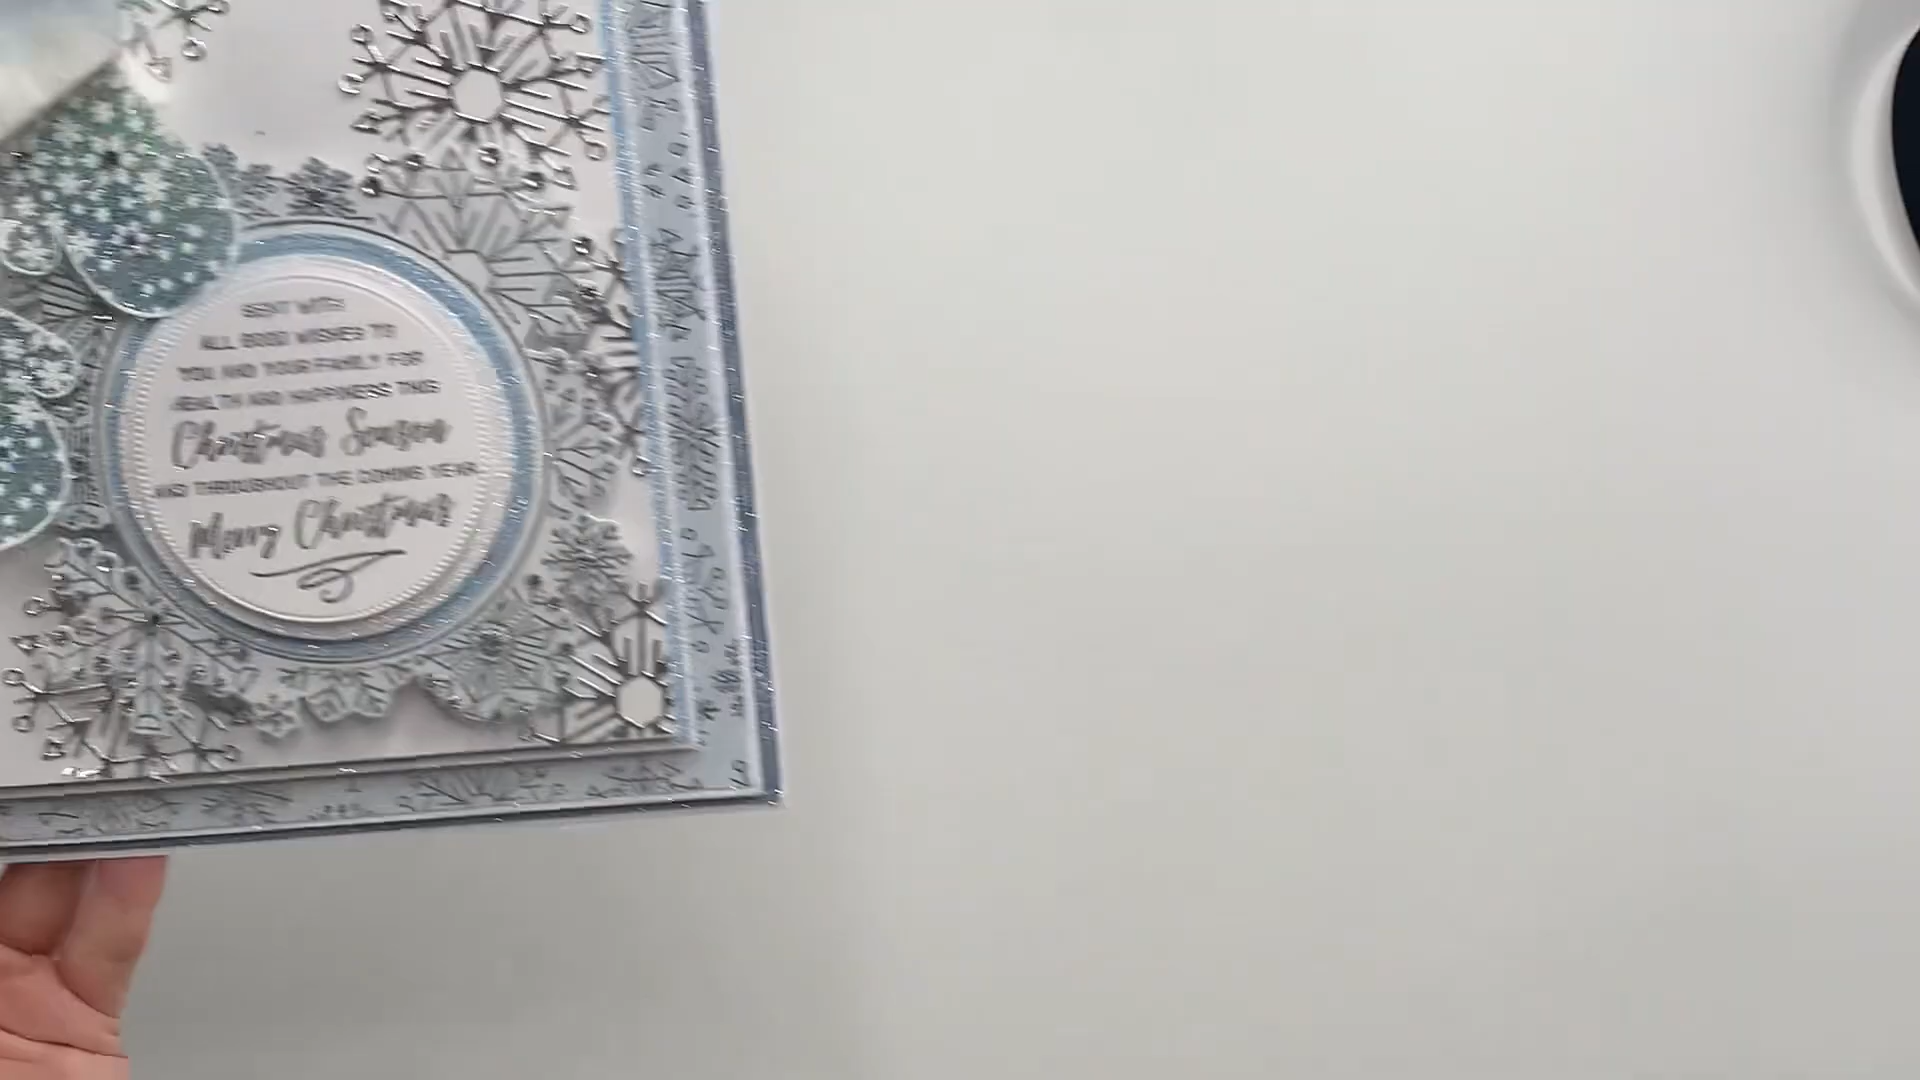 SENT WITH
ALL GOOD WISHES TO
YOU AND YOUR FAMILY FOR
HEALTH AND HAPPINESS THIS
Christmas Season
AND THROUGHOUT THE COMING YEAR
Merry Christmas